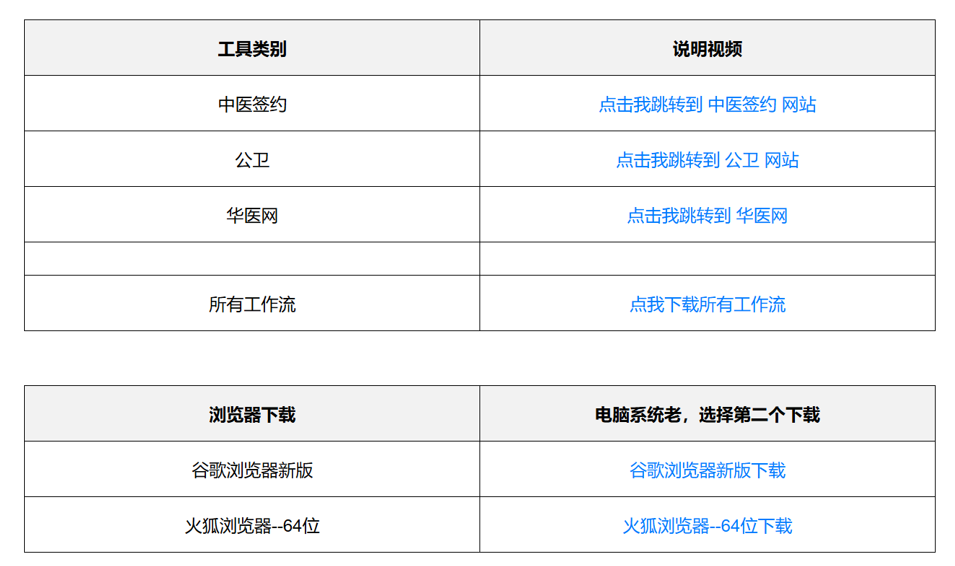 工具类别 说明视频
中医签约 点击我跳转到 中医签约 网站
公卫 点击我跳转到 公卫 网站
华医网 点击我跳转到 华医网
所有工作流 点我下载所有工作流
浏览器下载 电脑系统老，选择第二个下载
谷歌浏览器新版 谷歌浏览器新版下载
火狐浏览器--64位 火狐浏览器--64位下载